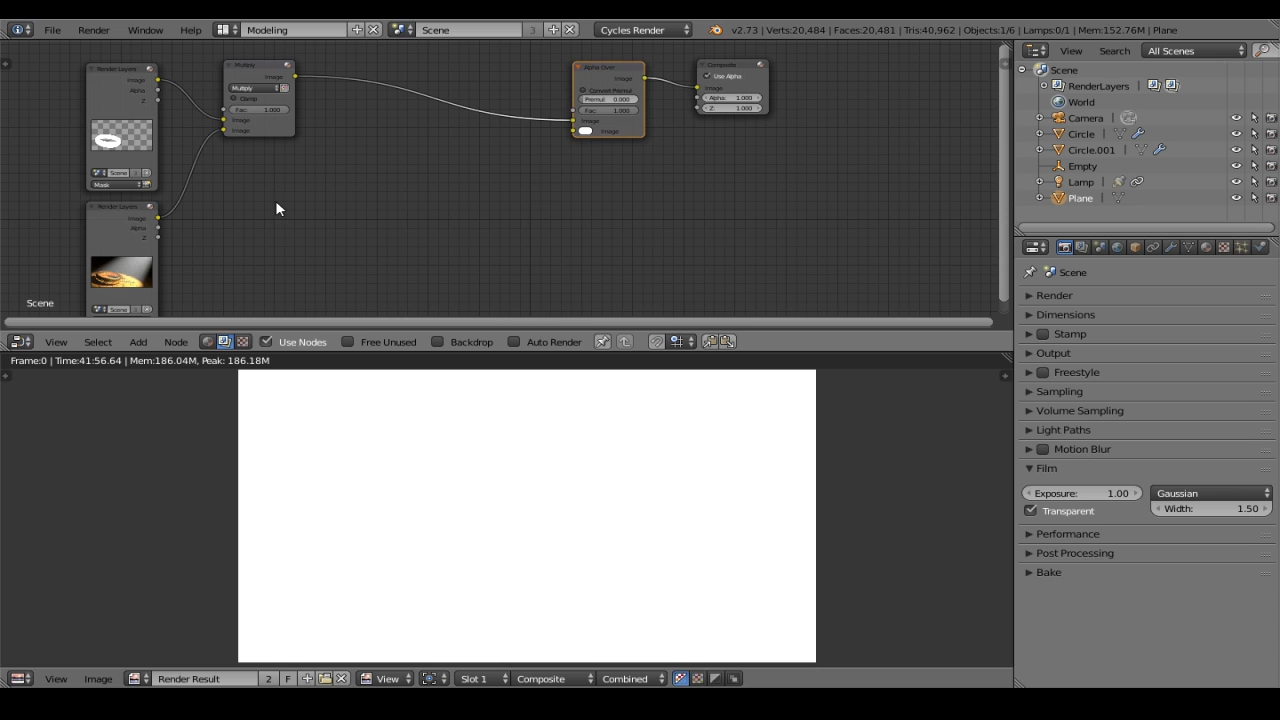 File Render Window Help Modeling Scene 3 Cycles Render v2.73 | Verts:20,484 | Faces:20,481 | Tris:40,962 | Objects:1/6 | Lamps:0/1 | Mem:152.76M | Plane
View Search All Scenes
Scene
RenderLayers |
World
Camera |
Circle |
Circle.001 |
Empty
Lamp |
Plane |
Render Layers
Image
Alpha
Z
Scene
Mask
Multiply
Image
Multiply
Clamp
Fac: 1.000
Image
Image
Alpha Over
Image
Convert Premul
Premul 0.000
Fac: 1.000
Image
Image
Composite
Use Alpha
Image
Alpha: 1.000
Z: 1.000
Render Layers
Image
Alpha
Z
Scene
Scene
View Select Add Node Use Nodes Free Unused Backdrop Auto Render
Frame:0 | Time:41:56.64 | Mem:186.04M, Peak: 186.18M
View Image Render Result 2 F View Slot 1 Composite Combined
Scene
Render
Dimensions
Stamp
Output
Freestyle
Sampling
Volume Sampling
Light Paths
Motion Blur
Film
Exposure: 1.00 Gaussian
Transparent Width: 1.50
Performance
Post Processing
Bake